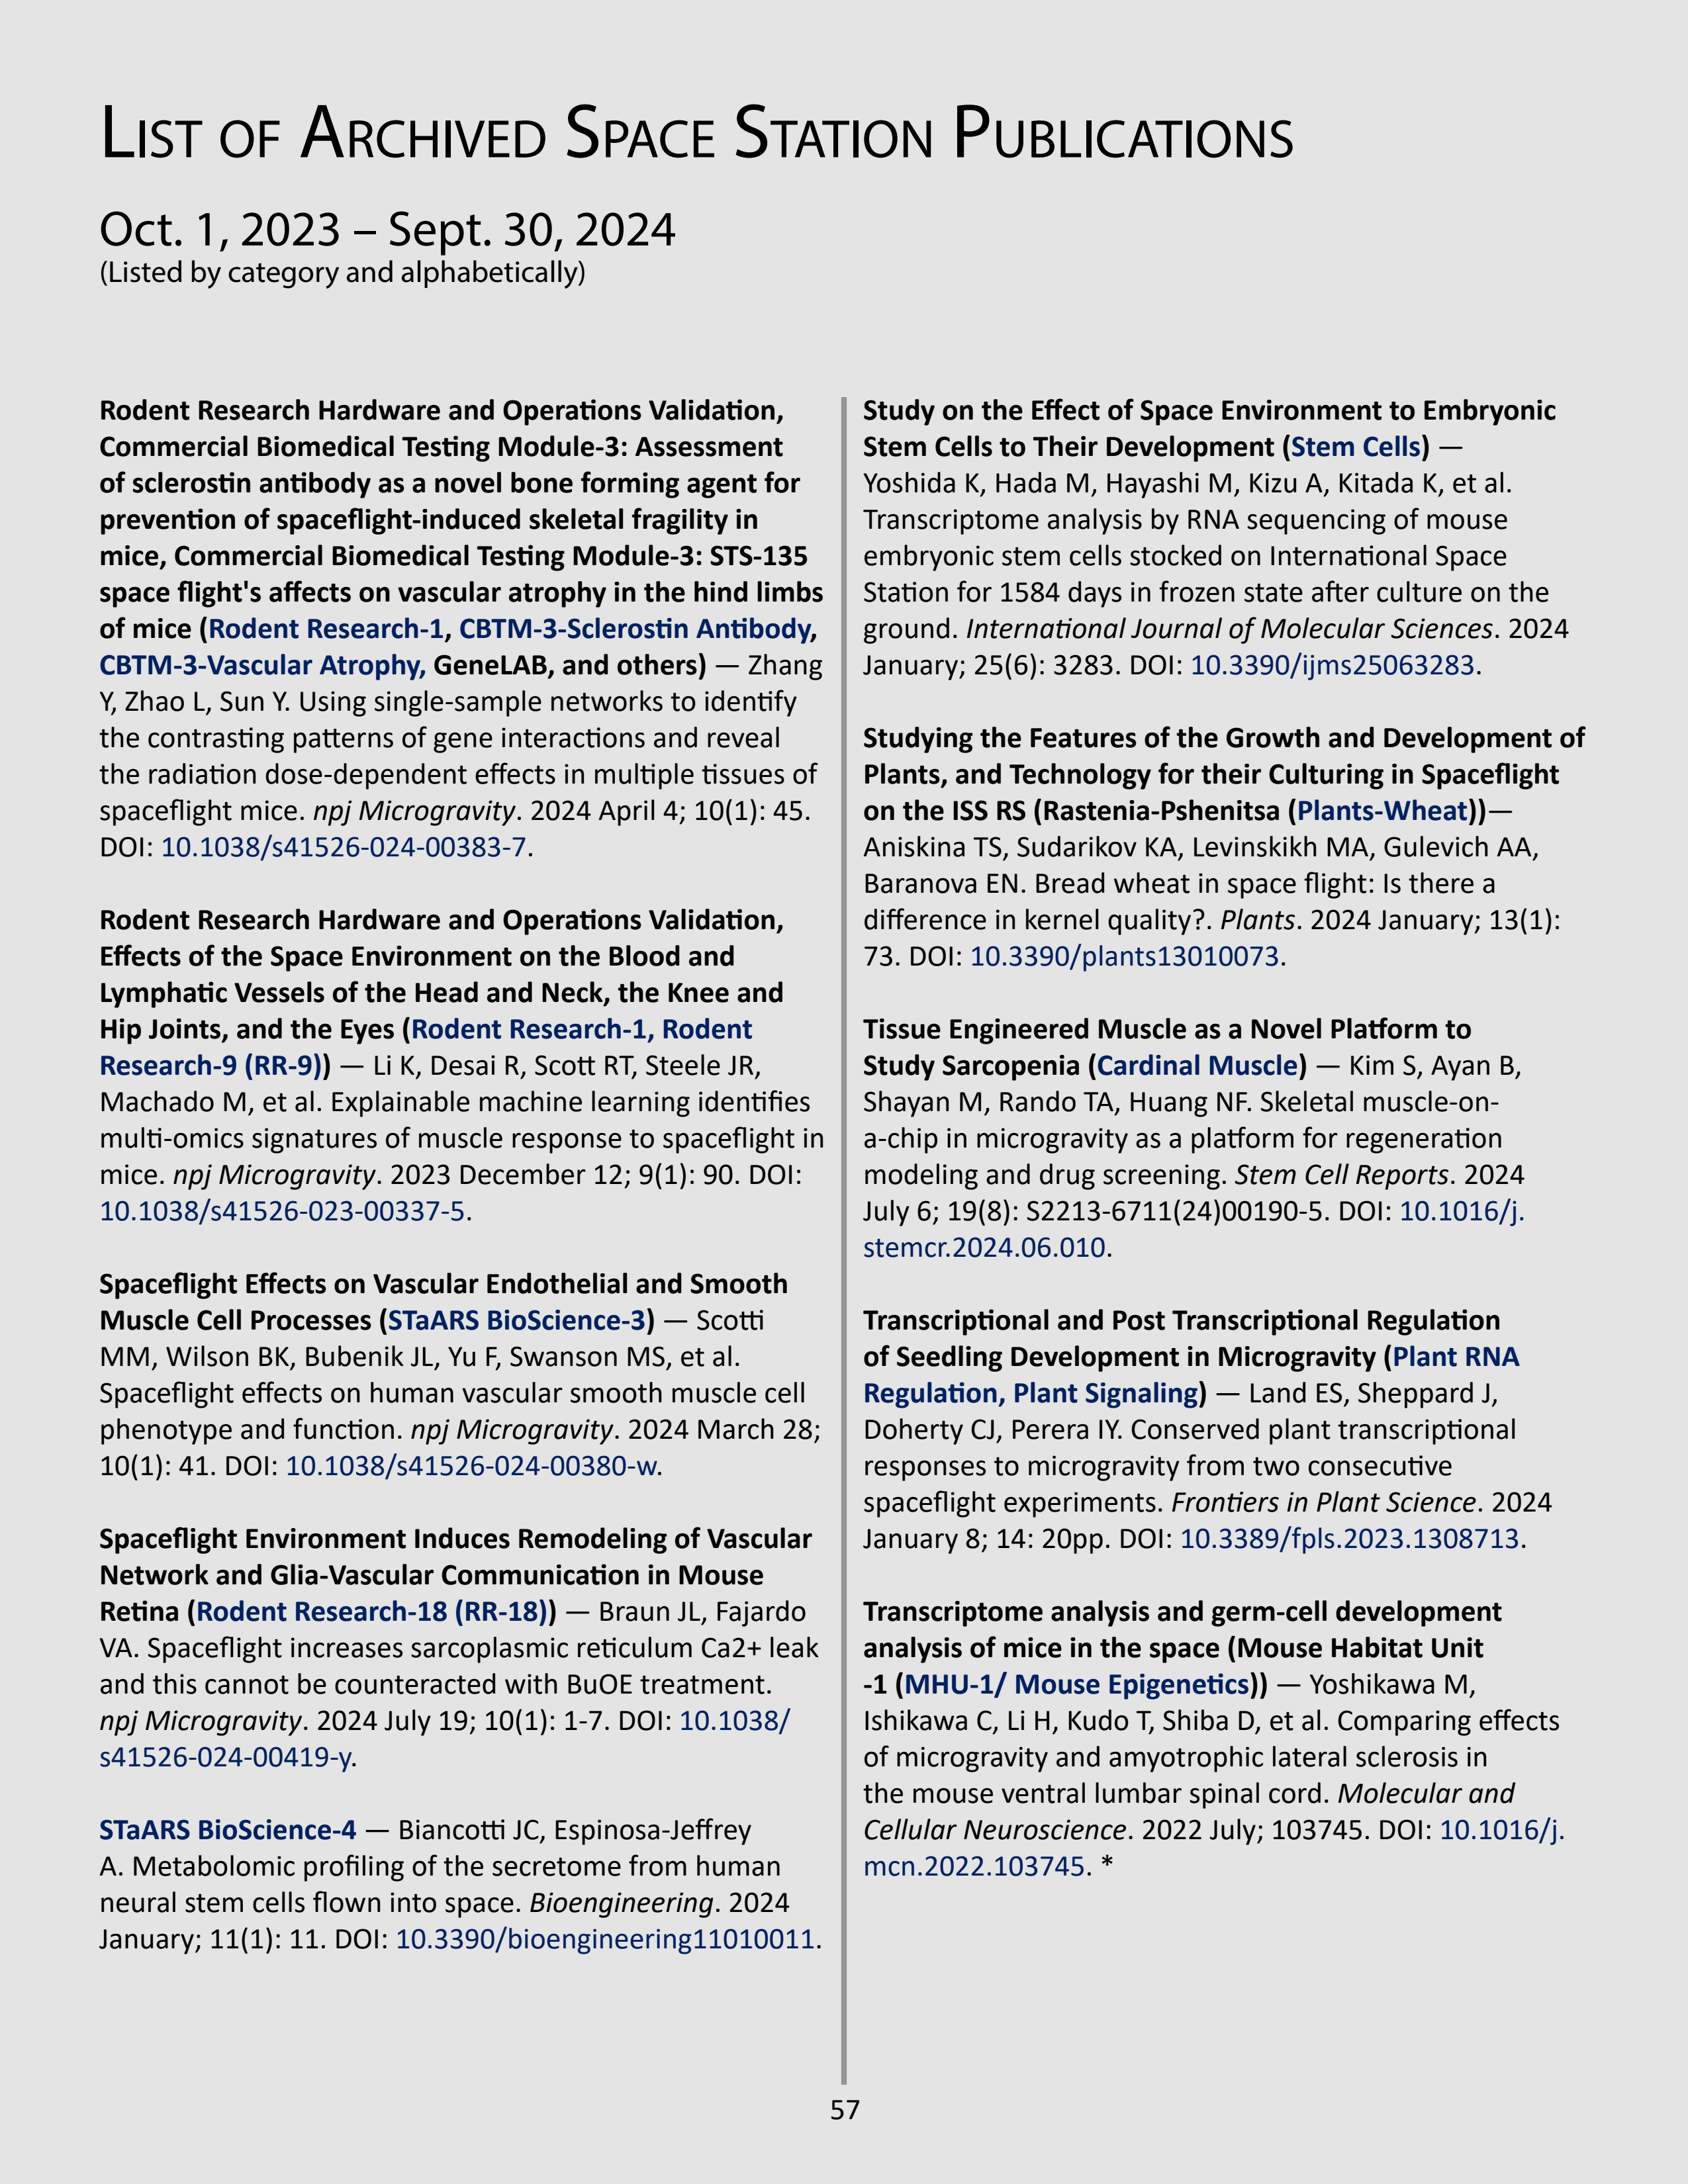 List of Archived Space Station Publications
Oct. 1, 2023 – Sept. 30, 2024
(Listed by category and alphabetically)
Rodent Research Hardware and Operations Validation,
Commercial Biomedical Testing Module-3: Assessment
of sclerostin antibody as a novel bone forming agent for
prevention of spaceflight-induced skeletal fragility in
mice, Commercial Biomedical Testing Module-3: STS-135
space flight's affects on vascular atrophy in the hind limbs
of mice (Rodent Research-1, CBTM-3-Sclerostin Antibody,
CBTM-3-Vascular Atrophy, GeneLAB, and others) — Zhang
Y, Zhao L, Sun Y. Using single-sample networks to identify
the contrasting patterns of gene interactions and reveal
the radiation dose-dependent effects in multiple tissues of
spaceflight mice. npj Microgravity. 2024 April 4; 10(1): 45.
DOI: 10.1038/s41526-024-00383-7.
Rodent Research Hardware and Operations Validation,
Effects of the Space Environment on the Blood and
Lymphatic Vessels of the Head and Neck, the Knee and
Hip Joints, and the Eyes (Rodent Research-1, Rodent
Research-9 (RR-9)) — Li K, Desai R, Scott RT, Steele JR,
Machado M, et al. Explainable machine learning identifies
multi-omics signatures of muscle response to spaceflight in
mice. npj Microgravity. 2023 December 12; 9(1): 90. DOI:
10.1038/s41526-023-00337-5.
Spaceflight Effects on Vascular Endothelial and Smooth
Muscle Cell Processes (STaARS BioScience-3) — Scotti
MM, Wilson BK, Bubenik JL, Yu F, Swanson MS, et al.
Spaceflight effects on human vascular smooth muscle cell
phenotype and function. npj Microgravity. 2024 March 28;
10(1): 41. DOI: 10.1038/s41526-024-00380-w.
Spaceflight Environment Induces Remodeling of Vascular
Network and Glia-Vascular Communication in Mouse
Retina (Rodent Research-18 (RR-18)) — Braun JL, Fajardo
VA. Spaceflight increases sarcoplasmic reticulum Ca2+ leak
and this cannot be counteracted with BuOE treatment.
npj Microgravity. 2024 July 19; 10(1): 1-7. DOI: 10.1038/
s41526-024-00419-y.
STaARS BioScience-4 — Biancotti JC, Espinosa-Jeffrey
A. Metabolomic profiling of the secretome from human
neural stem cells flown into space. Bioengineering. 2024
January; 11(1): 11. DOI: 10.3390/bioengineering11010011.
Study on the Effect of Space Environment to Embryonic
Stem Cells to Their Development (Stem Cells) —
Yoshida K, Hada M, Hayashi M, Kizu A, Kitada K, et al.
Transcriptome analysis by RNA sequencing of mouse
embryonic stem cells stocked on International Space
Station for 1584 days in frozen state after culture on the
ground. International Journal of Molecular Sciences. 2024
January; 25(6): 3283. DOI: 10.3390/ijms25063283.
Studying the Features of the Growth and Development of
Plants, and Technology for their Culturing in Spaceflight
on the ISS RS (Rastenia-Pshenitsa (Plants-Wheat))—
Aniskina TS, Sudarikov KA, Levinskikh MA, Gulevich AA,
Baranova EN. Bread wheat in space flight: Is there a
difference in kernel quality?. Plants. 2024 January; 13(1):
73. DOI: 10.3390/plants13010073.
Tissue Engineered Muscle as a Novel Platform to
Study Sarcopenia (Cardinal Muscle) — Kim S, Ayan B,
Shayan M, Rando TA, Huang NF. Skeletal muscle-on-
a-chip in microgravity as a platform for regeneration
modeling and drug screening. Stem Cell Reports. 2024
July 6; 19(8): S2213-6711(24)00190-5. DOI: 10.1016/j.
stemcr.2024.06.010.
Transcriptional and Post Transcriptional Regulation
of Seedling Development in Microgravity (Plant RNA
Regulation, Plant Signaling) — Land ES, Sheppard J,
Doherty CJ, Perera IY. Conserved plant transcriptional
responses to microgravity from two consecutive
spaceflight experiments. Frontiers in Plant Science. 2024
January 8; 14: 20pp. DOI: 10.3389/fpls.2023.1308713.
Transcriptome analysis and germ-cell development
analysis of mice in the space (Mouse Habitat Unit
-1 (MHU-1/ Mouse Epigenetics)) — Yoshikawa M,
Ishikawa C, Li H, Kudo T, Shiba D, et al. Comparing effects
of microgravity and amyotrophic lateral sclerosis in
the mouse ventral lumbar spinal cord. Molecular and
Cellular Neuroscience. 2022 July; 103745. DOI: 10.1016/j.
mcn.2022.103745. *
57